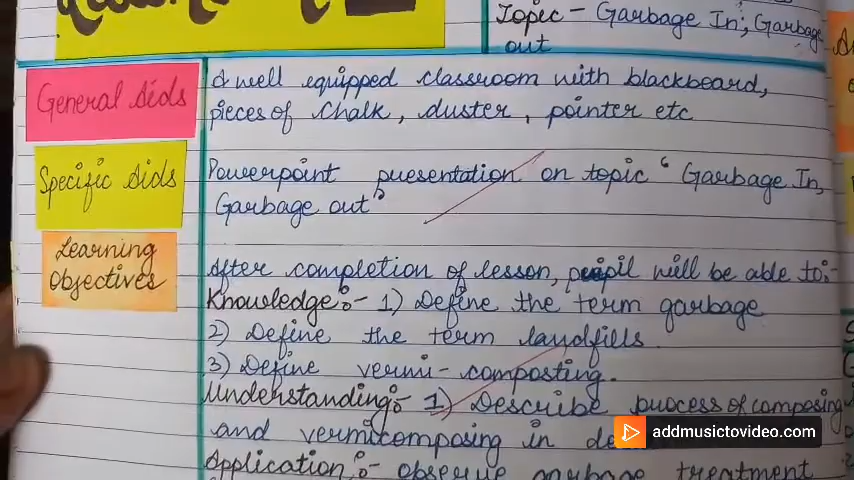 Topic - Garbage In, Garbage
out
General Aids
A well equipped classroom with blackboard,
pieces of chalk, duster, pointer etc
Specific Aids
Powerpoint presentation on topic "Garbage In,
Garbage out"
Learning
Objectives
After completion of lesson, pupil will be able to:-
Knowledge:- 1) Define the term garbage
2) Define the term landfills.
3) Define vermi-composting.
Understanding:- 1) Describe process of composing
and vermicomposing in
Application:- observe garbage treatment
addmusictovideo.com